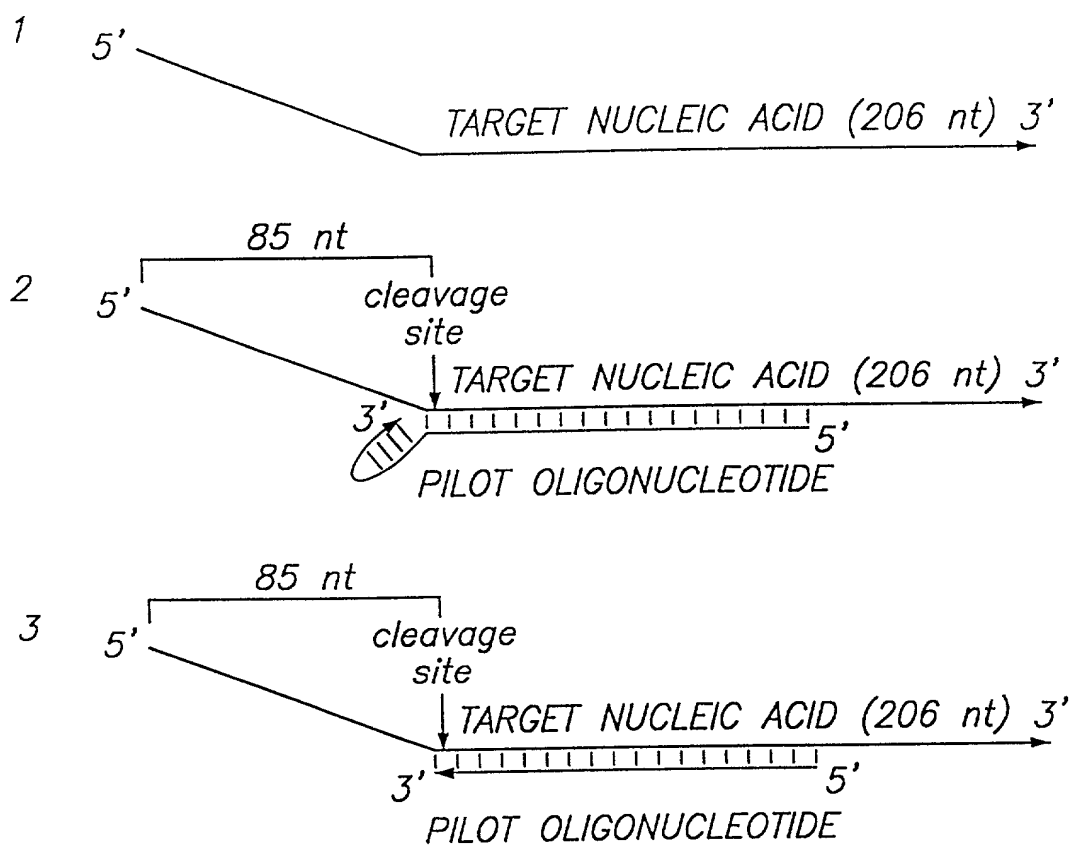 1
5'
TARGET NUCLEIC ACID (206 nt) 3'
85 nt
2
5'
cleavage
site
TARGET NUCLEIC ACID (206 nt) 3'
3'
5'
PILOT OLIGONUCLEOTIDE
85 nt
3
5'
cleavage
site
TARGET NUCLEIC ACID (206 nt) 3'
3'
5'
PILOT OLIGONUCLEOTIDE